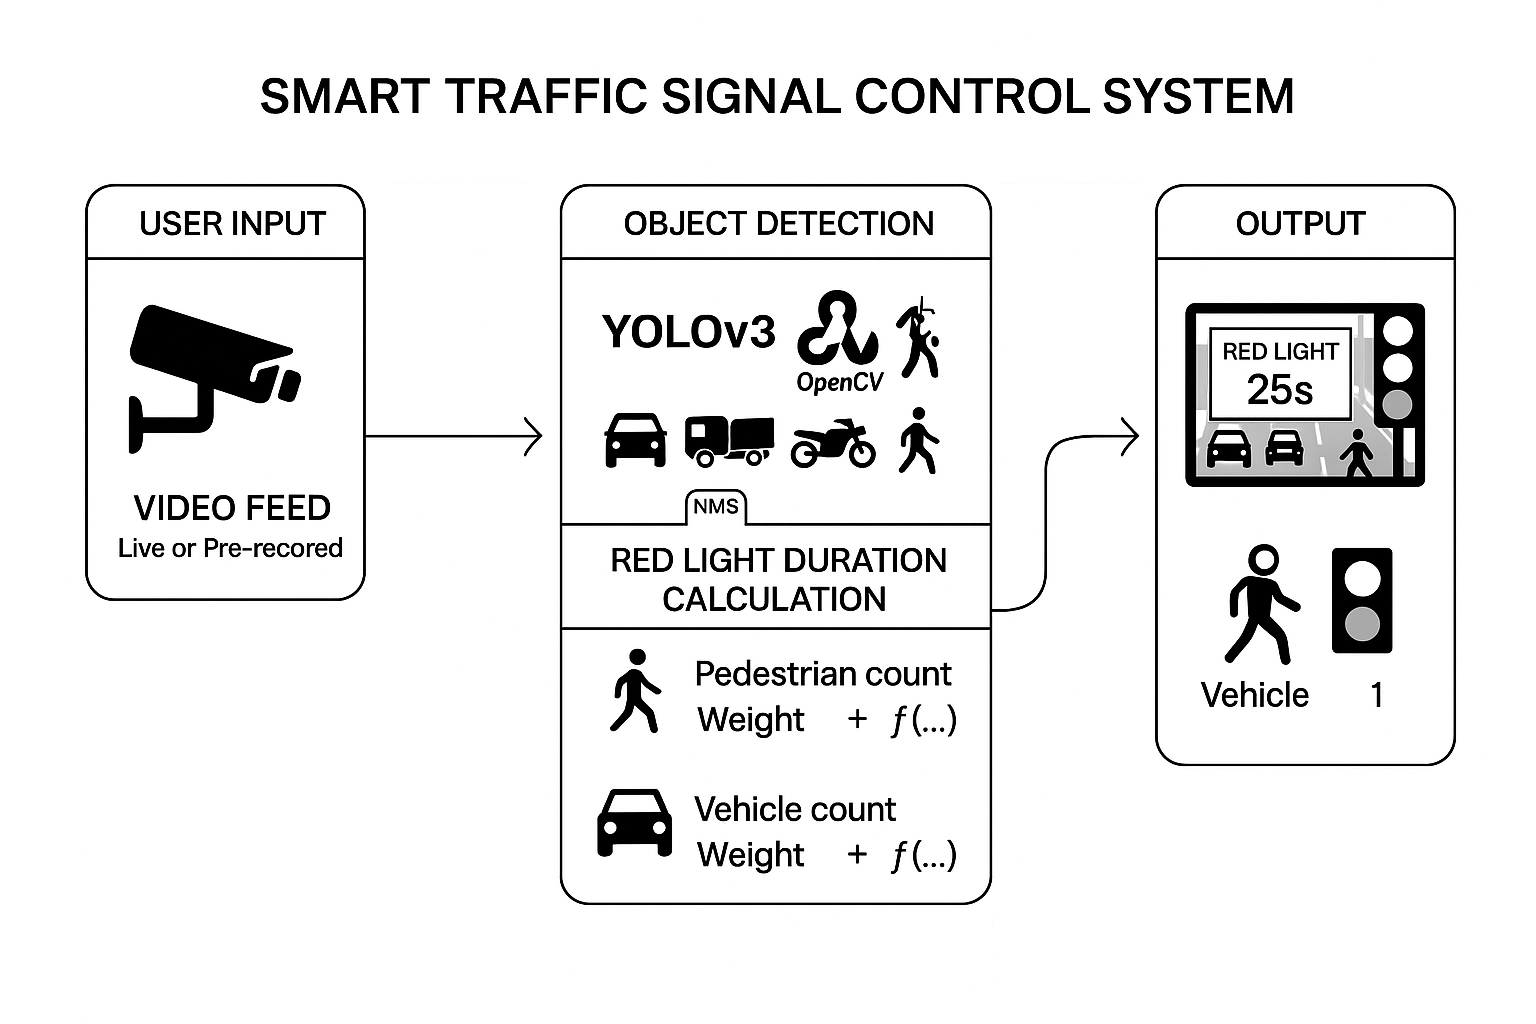 SMART TRAFFIC SIGNAL CONTROL SYSTEM
USER INPUT
VIDEO FEED
Live or Pre-recored
OBJECT DETECTION
YOLOv3
OpenCV
NMS
RED LIGHT DURATION
CALCULATION
Pedestrian count
Weight + f(...)
Vehicle count
Weight + f(...)
OUTPUT
RED LIGHT
25s
Vehicle 1